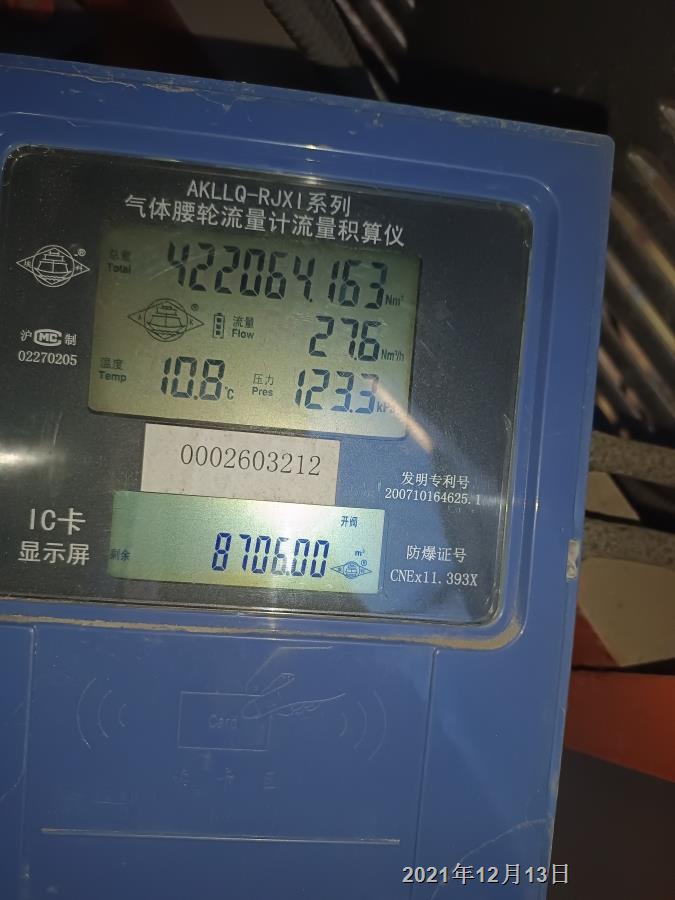 AKLLQ-RJXI系列
气体腰轮流量计流量积算仪
总量
Total 422064.163 Nm³
流量
Flow 27.6 Nm³/h
温度
Temp 10.8 °C
压力
Pres 123.3 kPa
沪 MC 制
02270205
0002603212
发明专利号
200710164625.1
IC卡
显示屏
开阀
剩余 8706.00 m³
防爆证号
CNEx11.393X
Card
读卡区
2021年12月13日